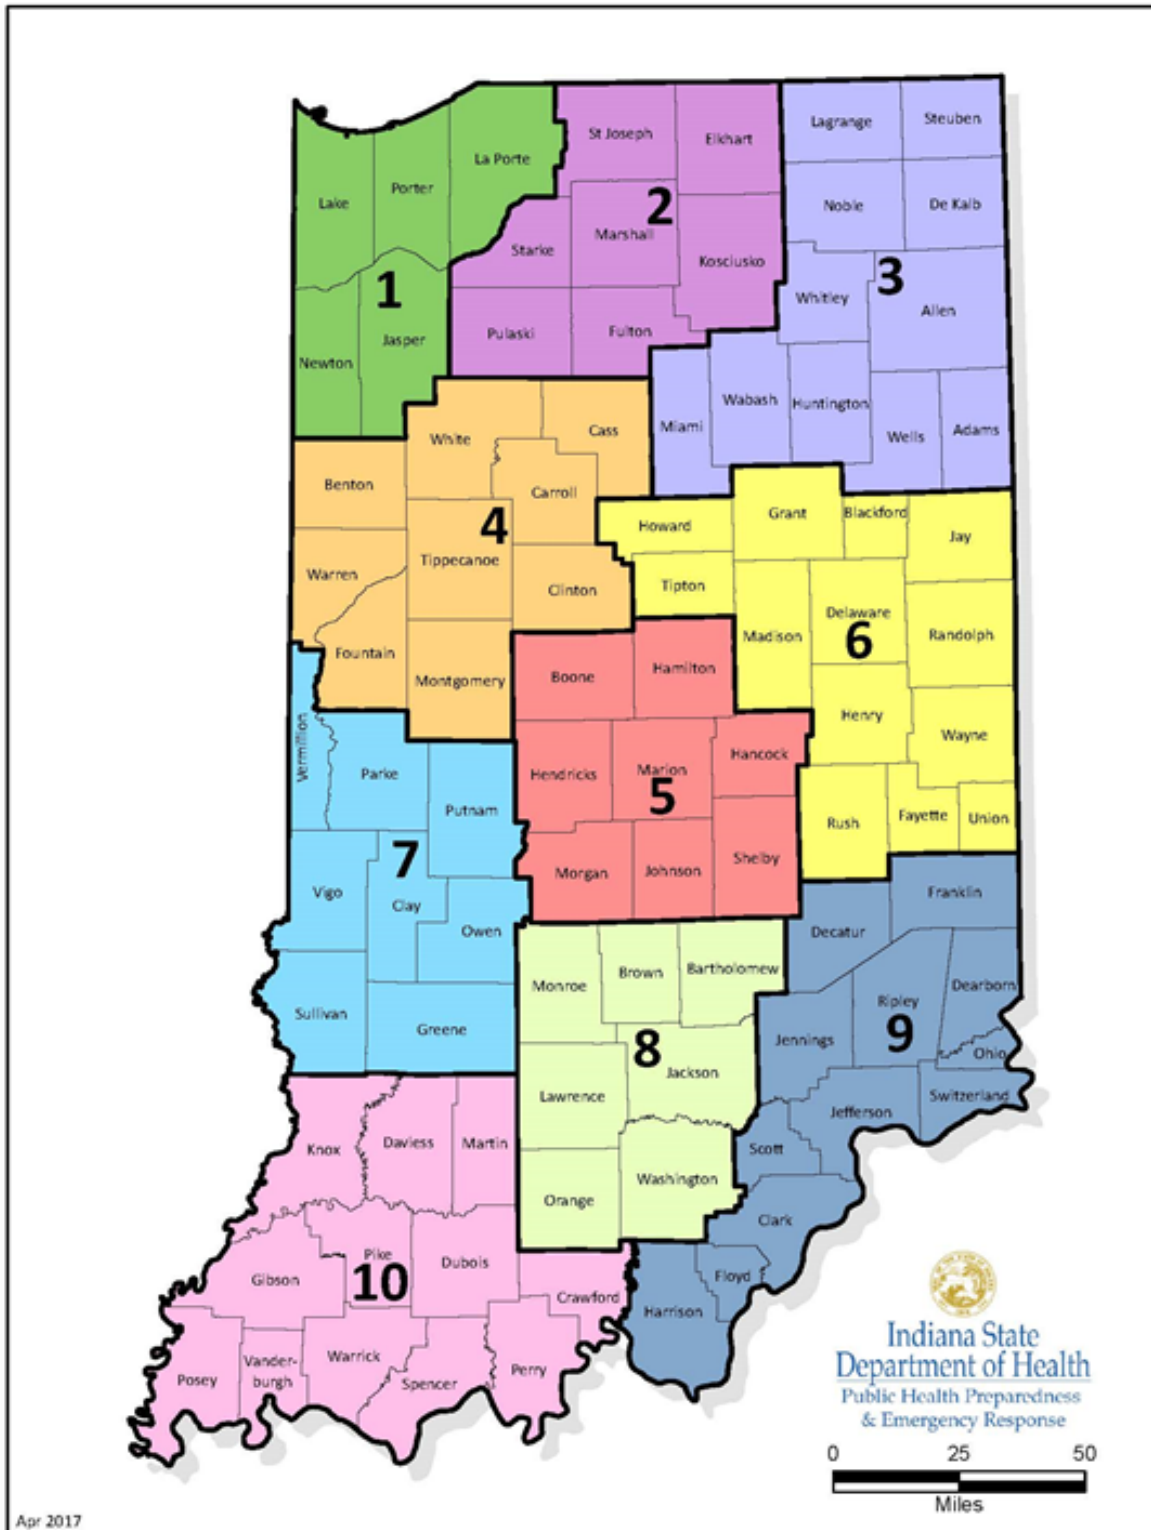 Lagrange
Steuben
St Joseph
Elkhart
La Porte
Porter
Lake
Noble
De Kalb
2
Marshall
Starke
Kosciusko
3
1
Whitley
Allen
Pulaski
Fulton
Jasper
Newton
Wabash
Huntington
Miami
Wells
Adams
White
Cass
Benton
Carroll
4
Howard
Grant
Blackford
Jay
Tippecanoe
Warren
Clinton
Tipton
Delaware
Madison
6
Randolph
Fountain
Montgomery
Boone
Hamilton
Henry
Wayne
Vermillion
Parke
Hendricks
Marion
Hancock
5
Putnam
Rush
Fayette
Union
7
Vigo
Clay
Morgan
Johnson
Shelby
Franklin
Owen
Decatur
Monroe
Brown
Bartholomew
Dearborn
Ripley
Sullivan
Greene
8
Jackson
Jennings
9
Ohio
Lawrence
Jefferson
Switzerland
Knox
Daviess
Martin
Scott
Orange
Washington
Clark
Pike
10
Gibson
Dubois
Crawford
Floyd
Harrison
Posey
Vander-
burgh
Warrick
Spencer
Perry
Indiana State
Department of Health
Public Health Preparedness
& Emergency Response
0 25 50
Miles
Apr 2017